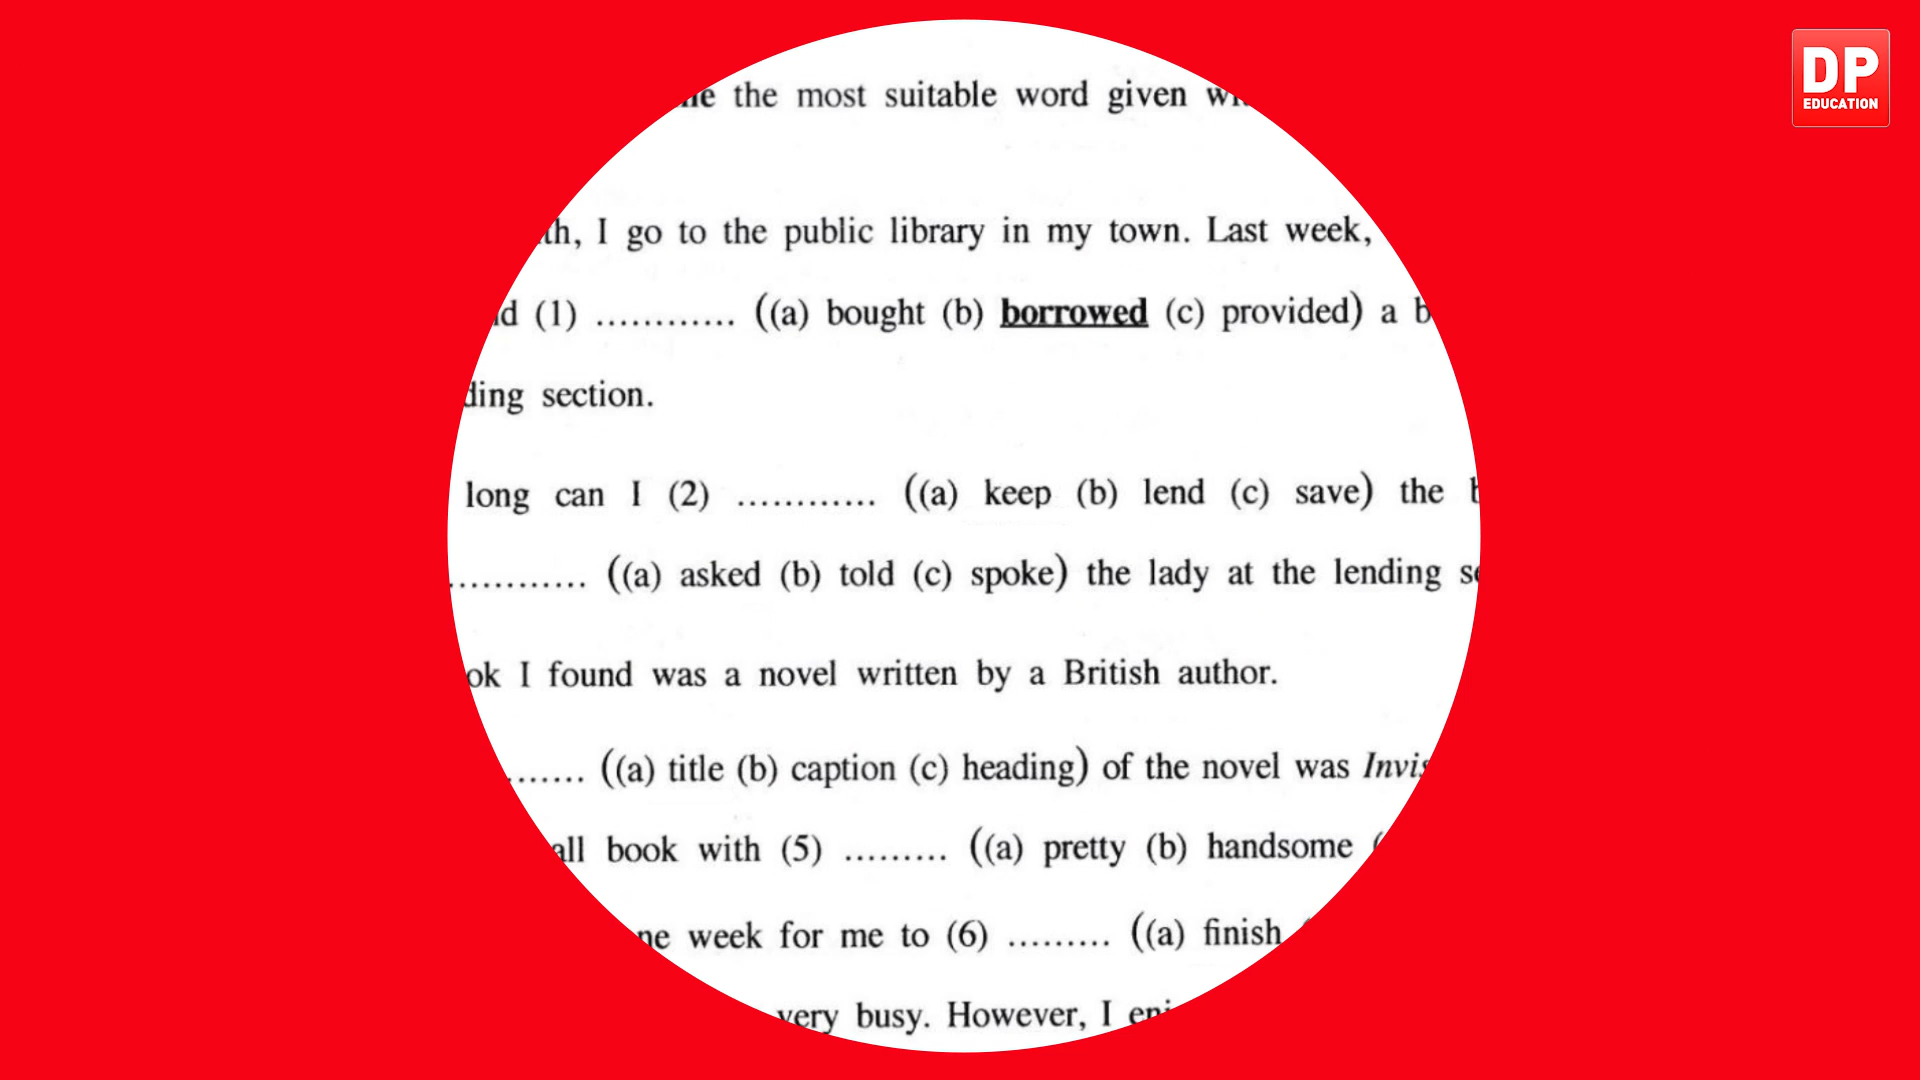 DP
EDUCATION
the most suitable word given
I go to the public library in my town. Last week,
(1) ............ ((a) bought (b) borrowed (c) provided) a
section.
long can I (2) ............ ((a) keep (b) lend (c) save) the
............ ((a) asked (b) told (c) spoke) the lady at the lending
I found was a novel written by a British author.
....... ((a) title (b) caption (c) heading) of the novel was
book with (5) ......... ((a) pretty (b) handsome
week for me to (6) ......... ((a) finish
very busy. However, I